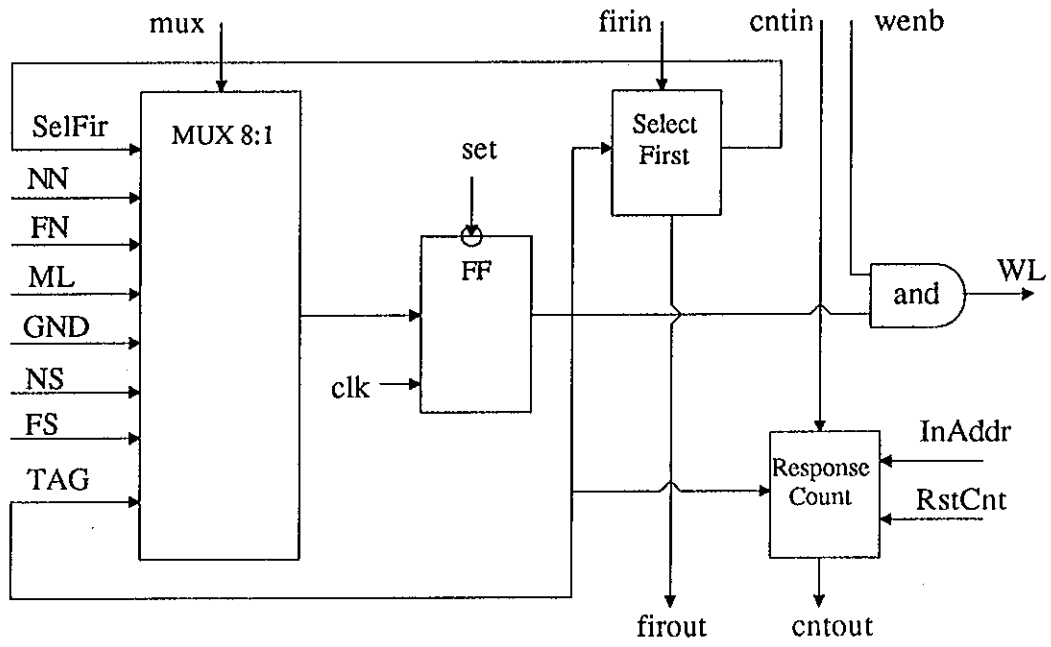 mux
firin
cntin
wenb
SelFir
MUX 8:1
Select
First
set
NN
FN
FF
ML
WL
and
GND
clk
NS
FS
InAddr
TAG
Response
Count
RstCnt
firout
cntout